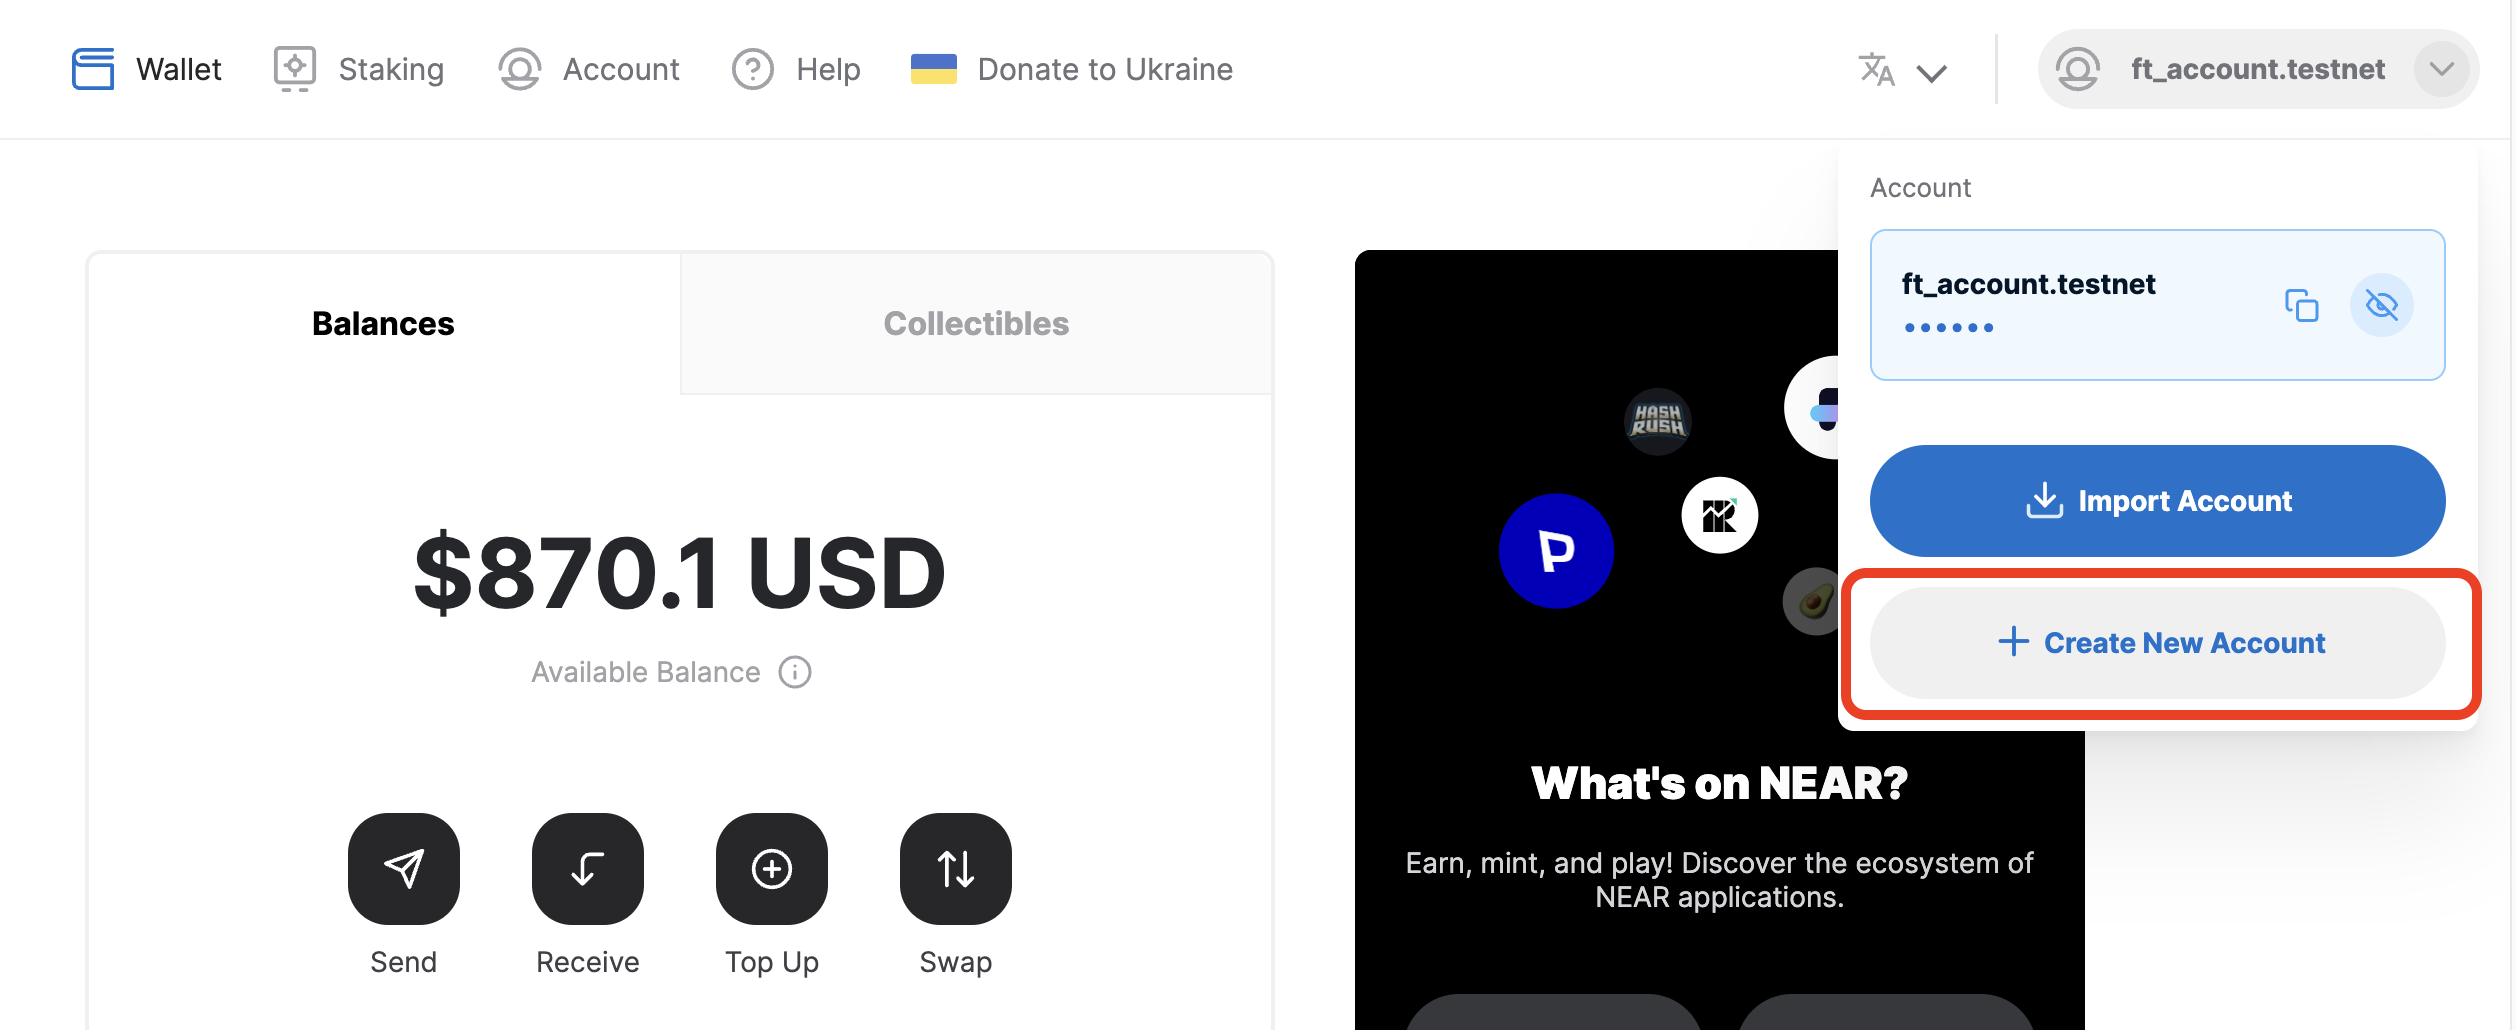 Wallet
Staking
Account
Help
Donate to Ukraine
ft_account.testnet
Account
ft_account.testnet
••••••
Import Account
+ Create New Account
Balances
Collectibles
$870.1 USD
Available Balance
Send
Receive
Top Up
Swap
HASH
RUSH
What's on NEAR?
Earn, mint, and play! Discover the ecosystem of
NEAR applications.